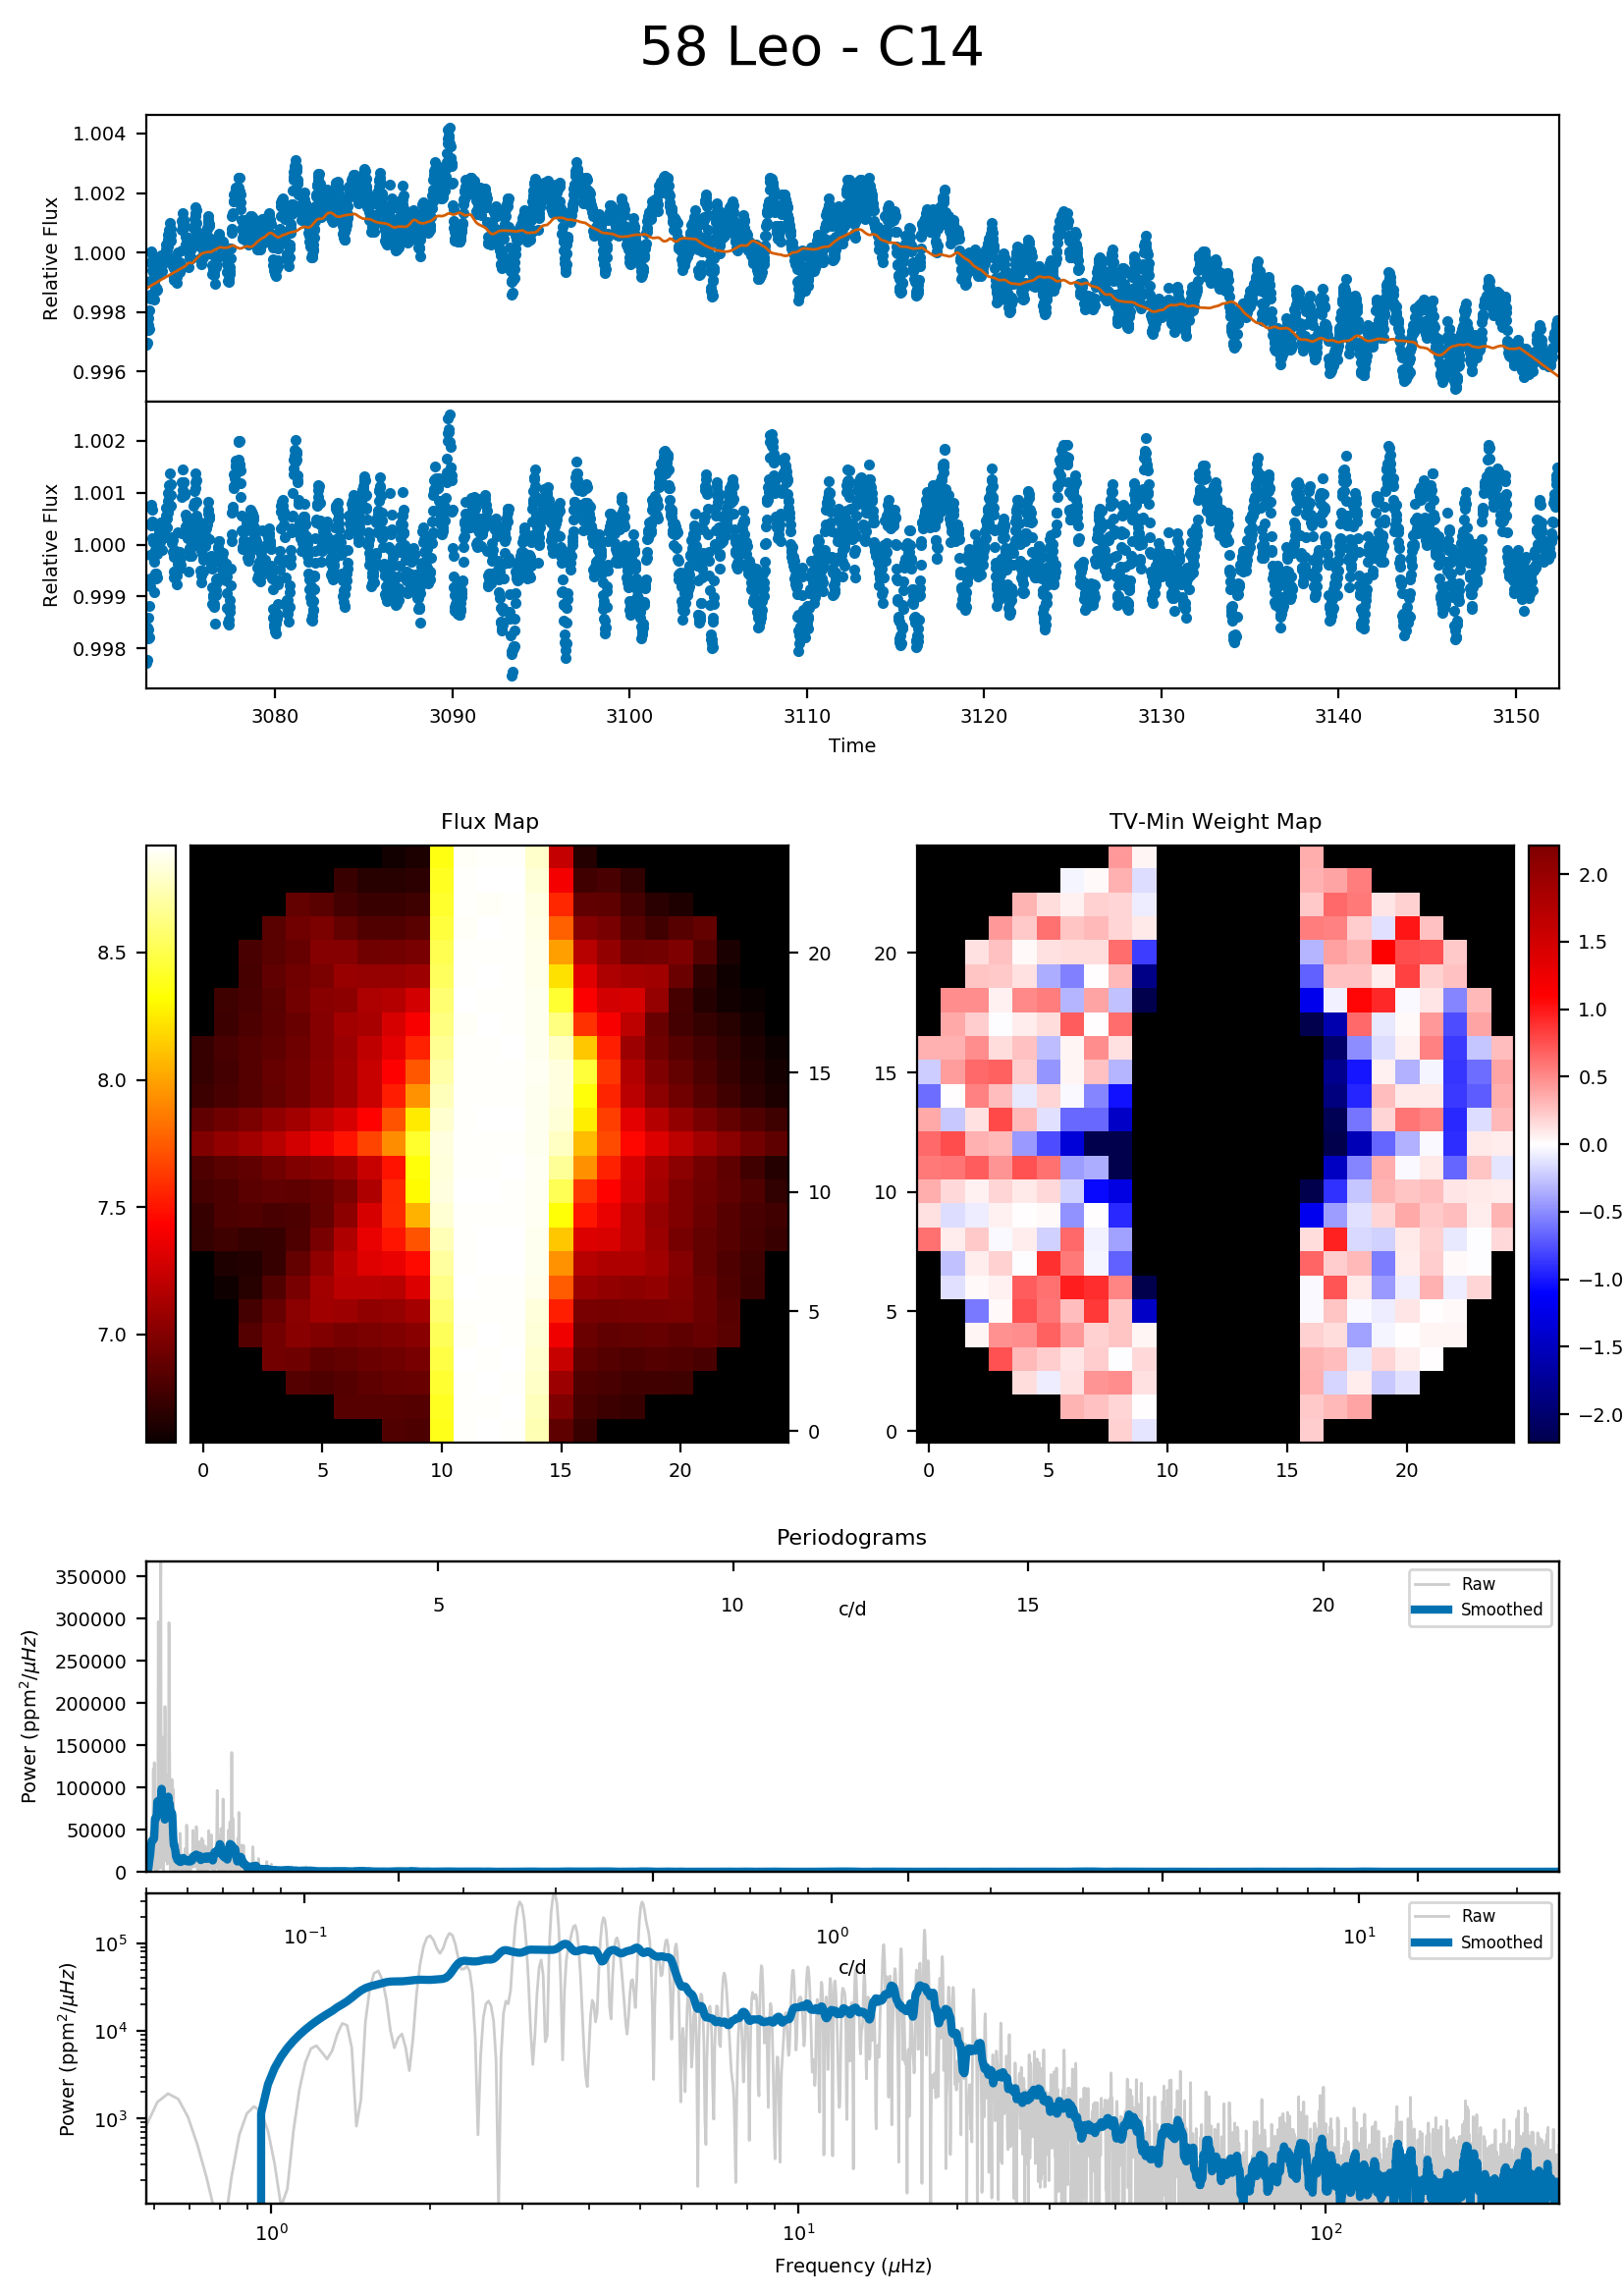 58 Leo - C14
1.004
1.002
1.000
0.998
0.996
Relative Flux
1.002
1.001
1.000
0.999
0.998
Relative Flux
3080 3090 3100 3110 3120 3130 3140 3150
Time
Flux Map
TV-Min Weight Map
8.5
8.0
7.5
7.0
20
15
10
5
0
0 5 10 15 20
20
15
10
5
0
0 5 10 15 20
2.0
1.5
1.0
0.5
0.0
−0.5
−1.0
−1.5
−2.0
Periodograms
350000
300000
250000
200000
150000
100000
50000
0
Power (ppm²/μHz)
5 10 15 20
c/d
Raw
Smoothed
10⁵
10⁴
10³
Power (ppm²/μHz)
10⁻¹ 10⁰ 10¹
c/d
Raw
Smoothed
10⁰ 10¹ 10²
Frequency (μHz)